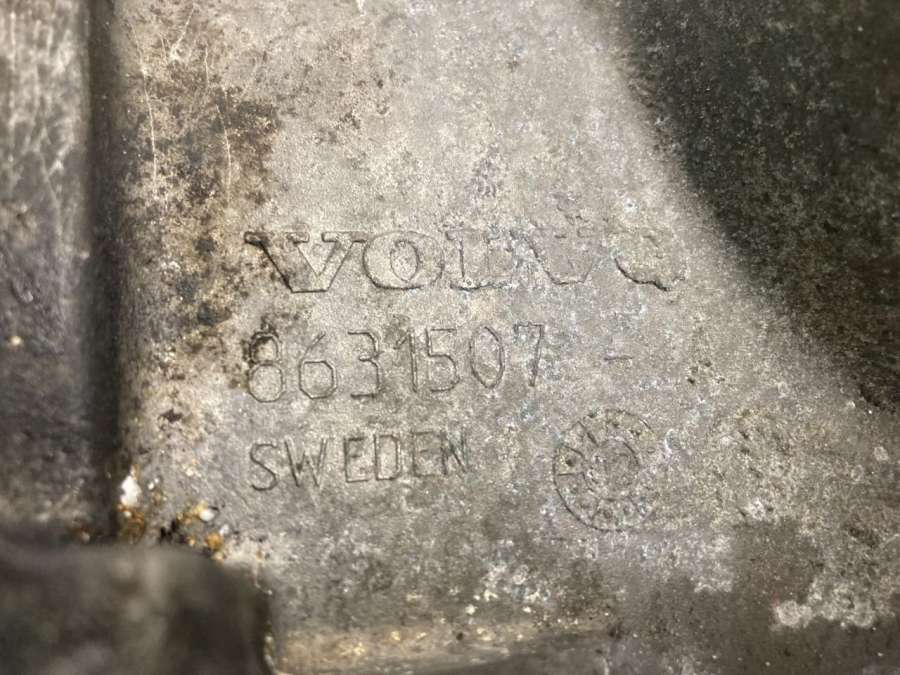 VOLVO
8631507 -
SWEDEN